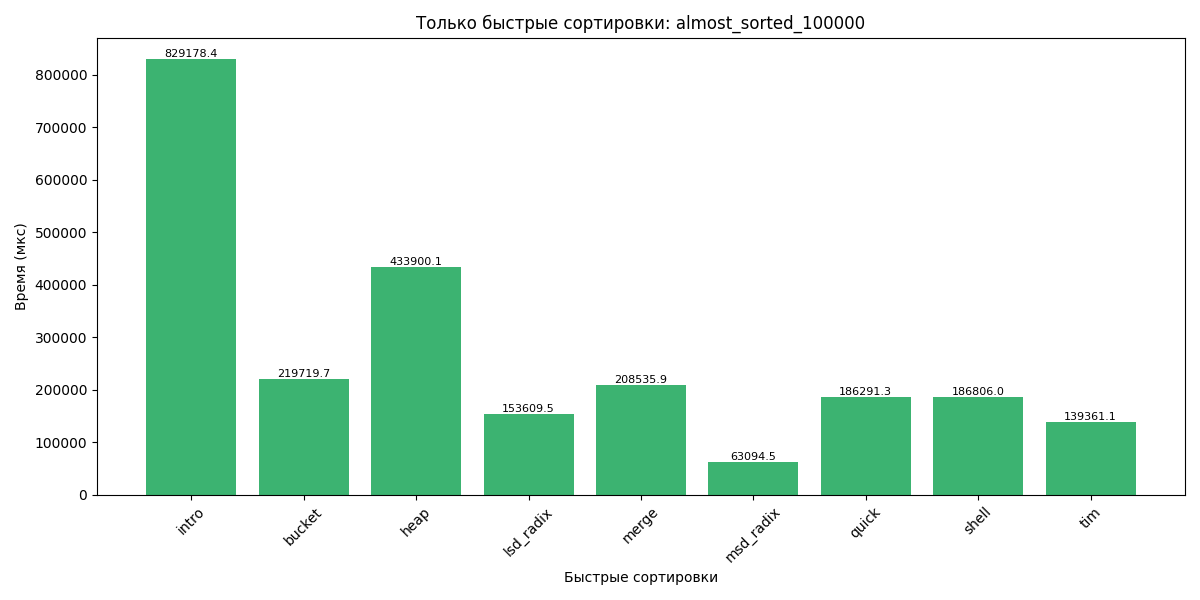 Только быстрые сортировки: almost_sorted_100000
Время (мкс)
800000
700000
600000
500000
400000
300000
200000
100000
0
829178.4
219719.7
433900.1
153609.5
208535.9
63094.5
186291.3
186806.0
139361.1
intro
bucket
heap
lsd_radix
merge
msd_radix
quick
shell
tim
Быстрые сортировки